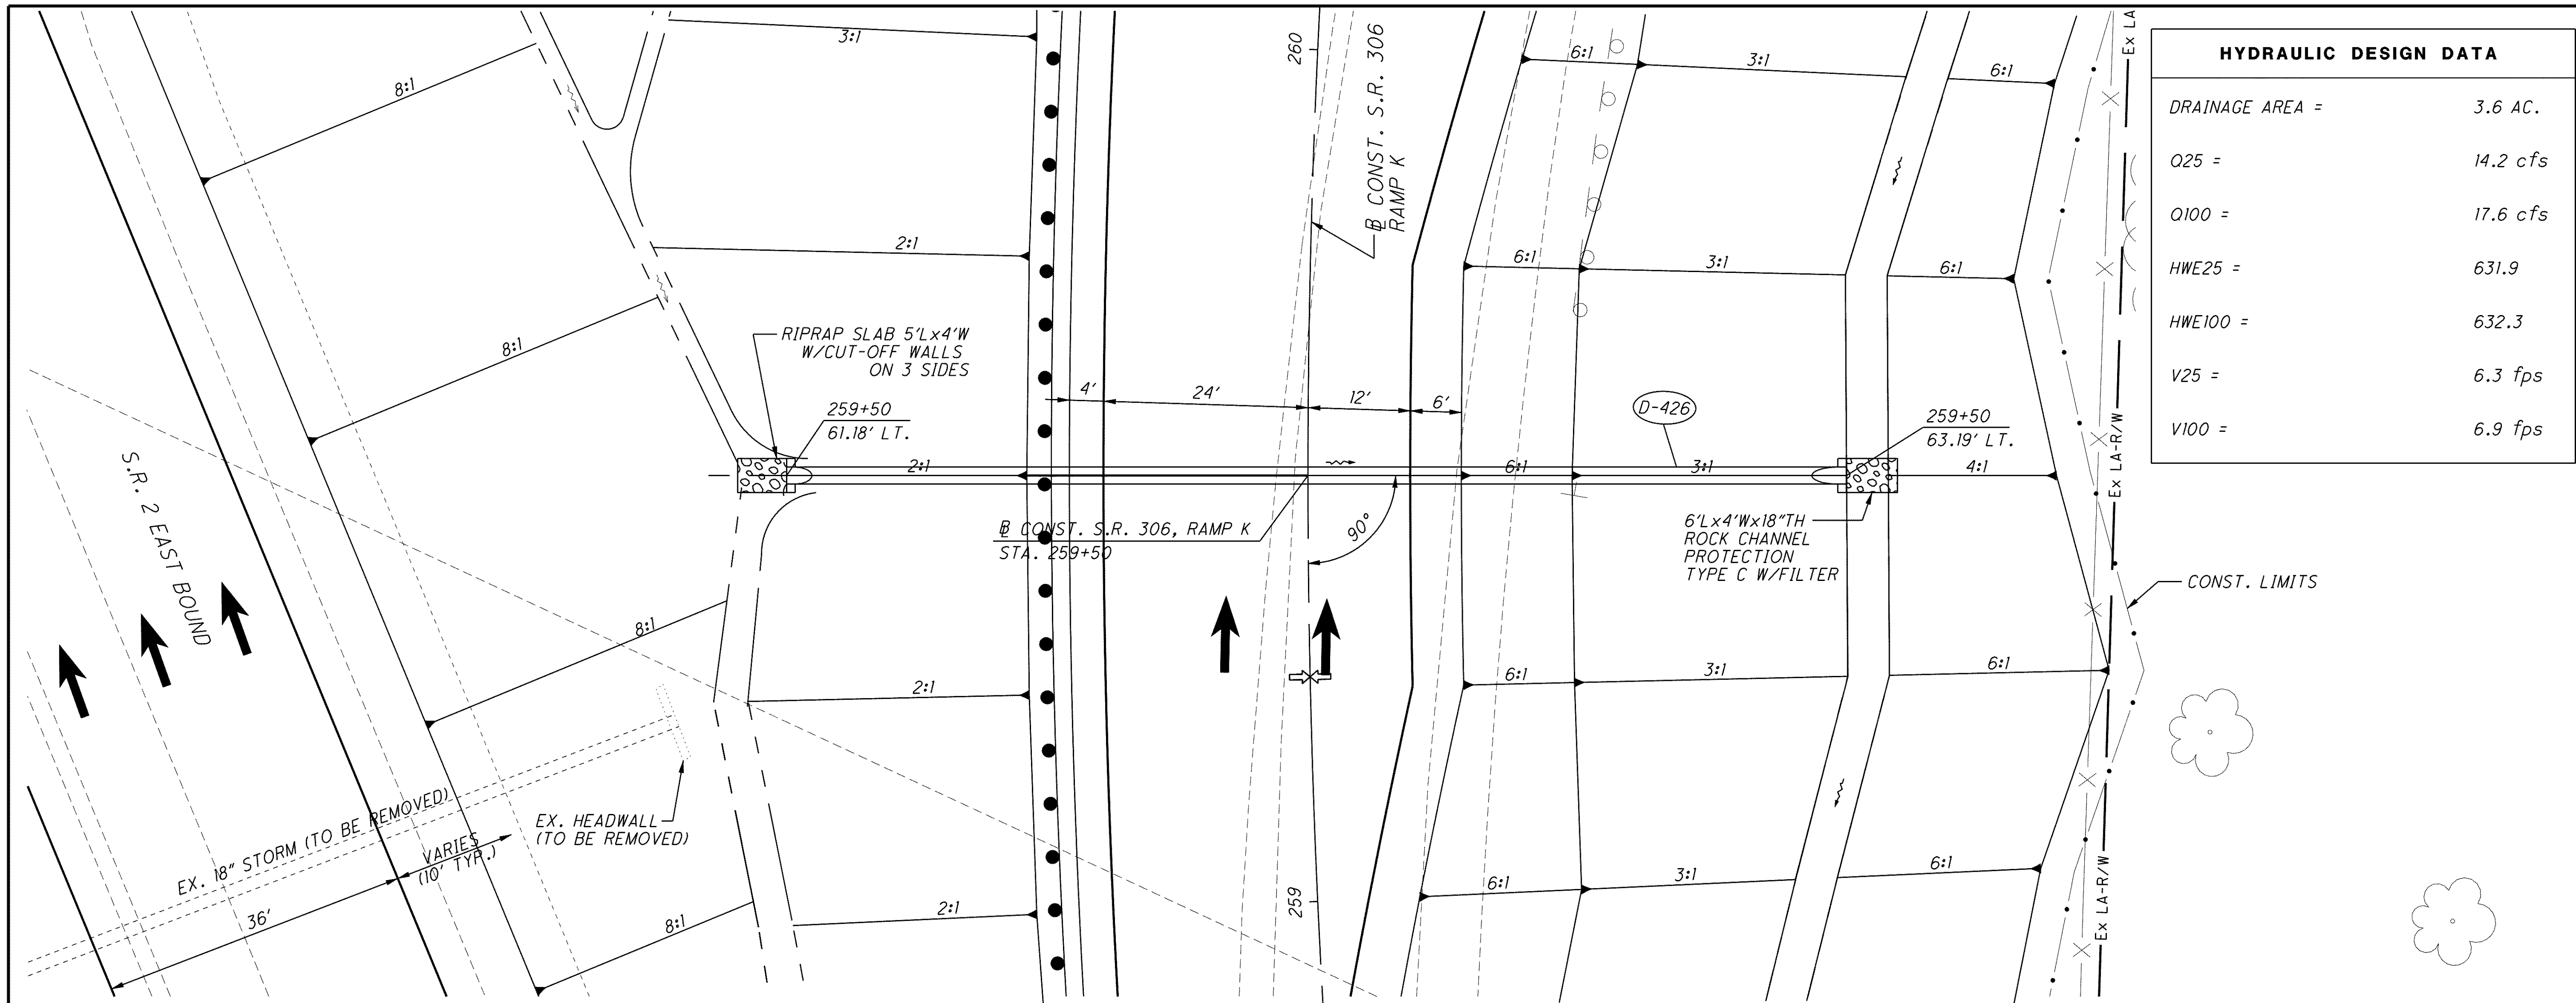 HYDRAULIC DESIGN DATA
DRAINAGE AREA = 3.6 AC.
Q25 = 14.2 cfs
Q100 = 17.6 cfs
HWE25 = 631.9
HWE100 = 632.3
V25 = 6.3 fps
V100 = 6.9 fps
3:1
260
℄ CONST. S.R. 306
RAMP K
6:1
3:1
6:1
Ex LA
8:1
2:1
6:1
3:1
6:1
8:1
RIPRAP SLAB 5'Lx4'W
W/CUT-OFF WALLS
ON 3 SIDES
259+50
61.18' LT.
4'
24'
12'
6'
D-426
259+50
63.19' LT.
2:1
6:1
3:1
4:1
Ex LA-R/W
S.R. 2 EAST BOUND
℄ CONST. S.R. 306, RAMP K
STA. 259+50
90°
6'Lx4'Wx18"TH
ROCK CHANNEL
PROTECTION
TYPE C W/FILTER
CONST. LIMITS
8:1
2:1
6:1
3:1
6:1
EX. 18" STORM (TO BE REMOVED)
VARIES
(10' TYP.)
EX. HEADWALL
(TO BE REMOVED)
36'
8:1
2:1
259
6:1
3:1
6:1
Ex LA-R/W